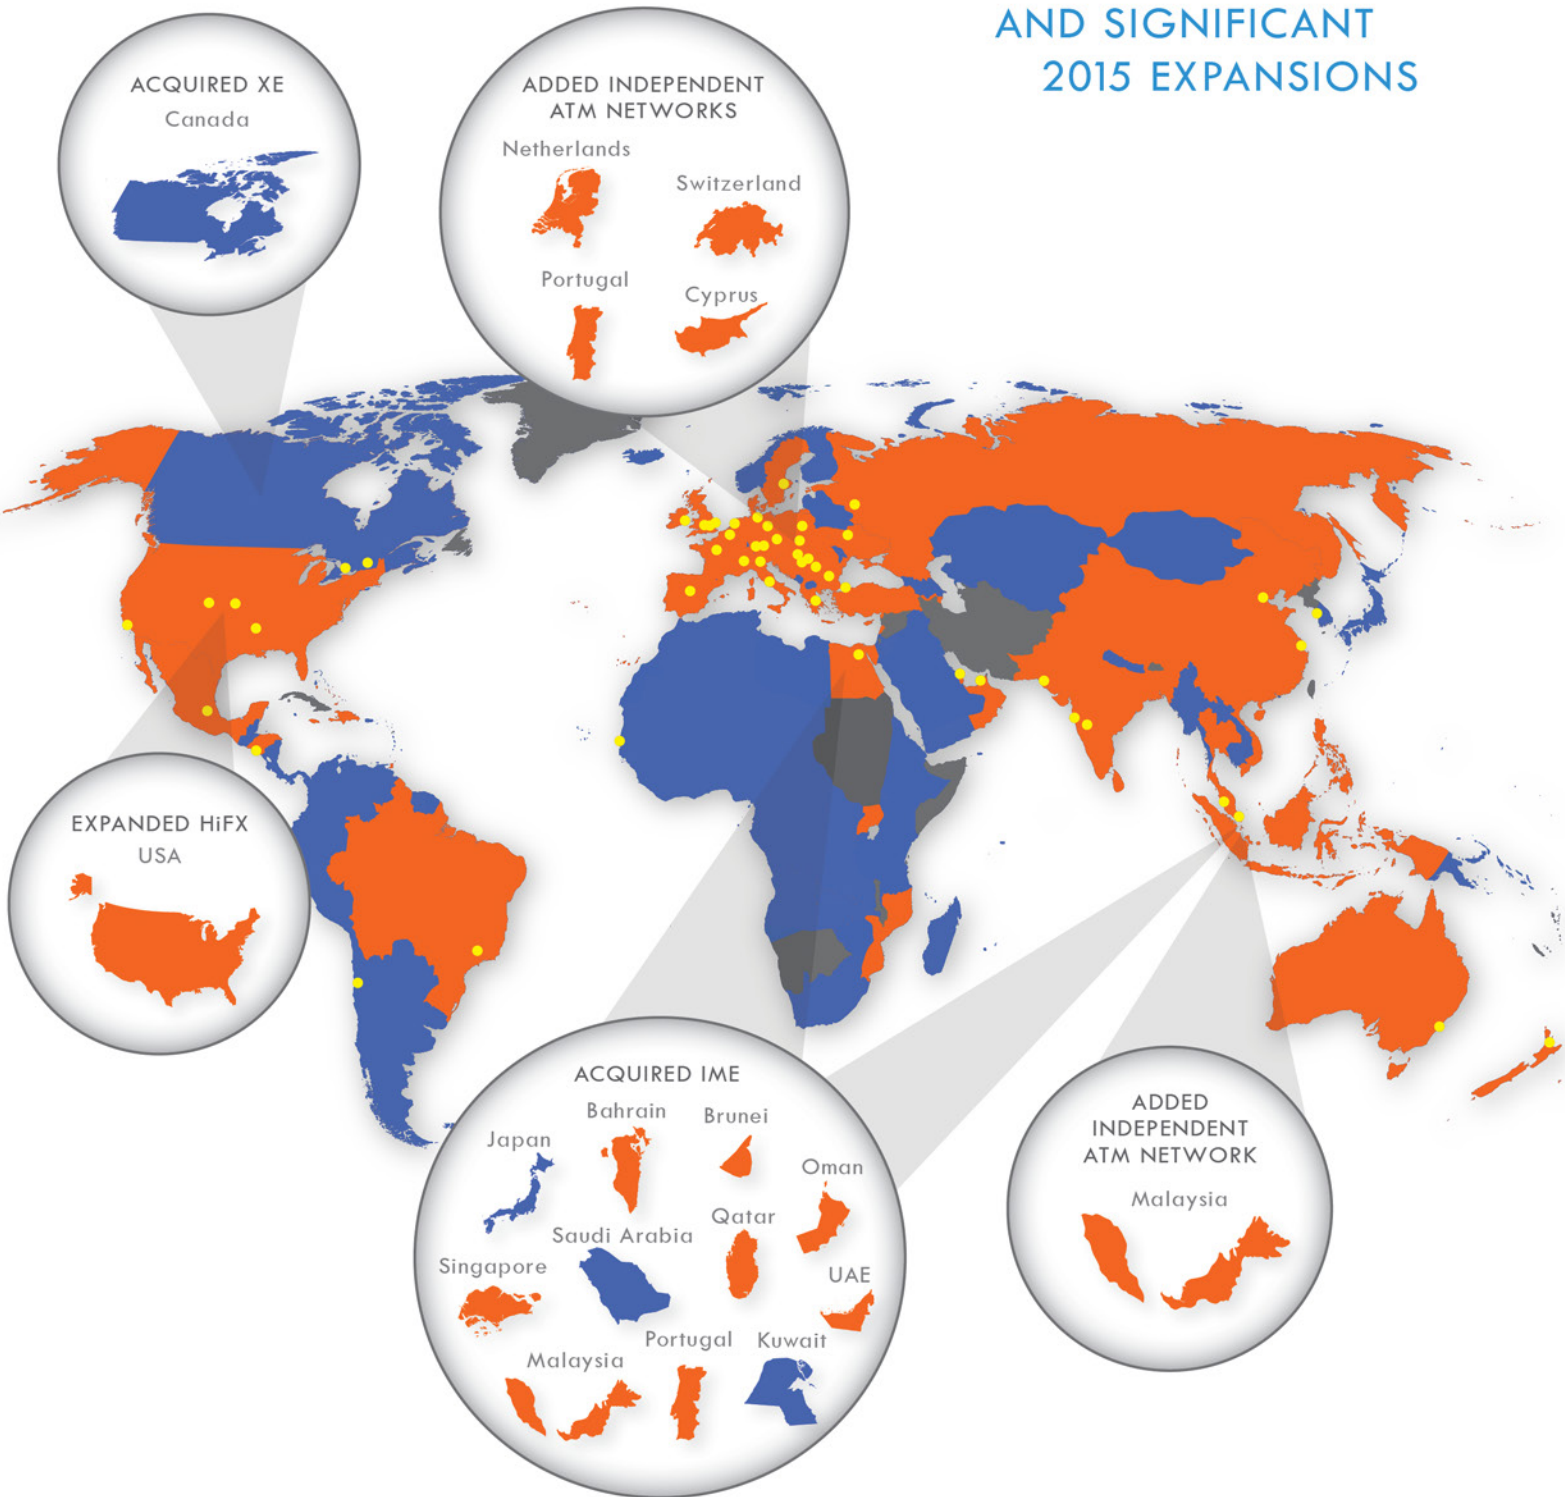 AND SIGNIFICANT
2015 EXPANSIONS
ACQUIRED XE
Canada
ADDED INDEPENDENT
ATM NETWORKS
Netherlands
Switzerland
Portugal
Cyprus
EXPANDED HiFX
USA
ACQUIRED IME
Bahrain
Brunei
Japan
Oman
Qatar
Saudi Arabia
Singapore
UAE
Portugal
Kuwait
Malaysia
ADDED
INDEPENDENT
ATM NETWORK
Malaysia